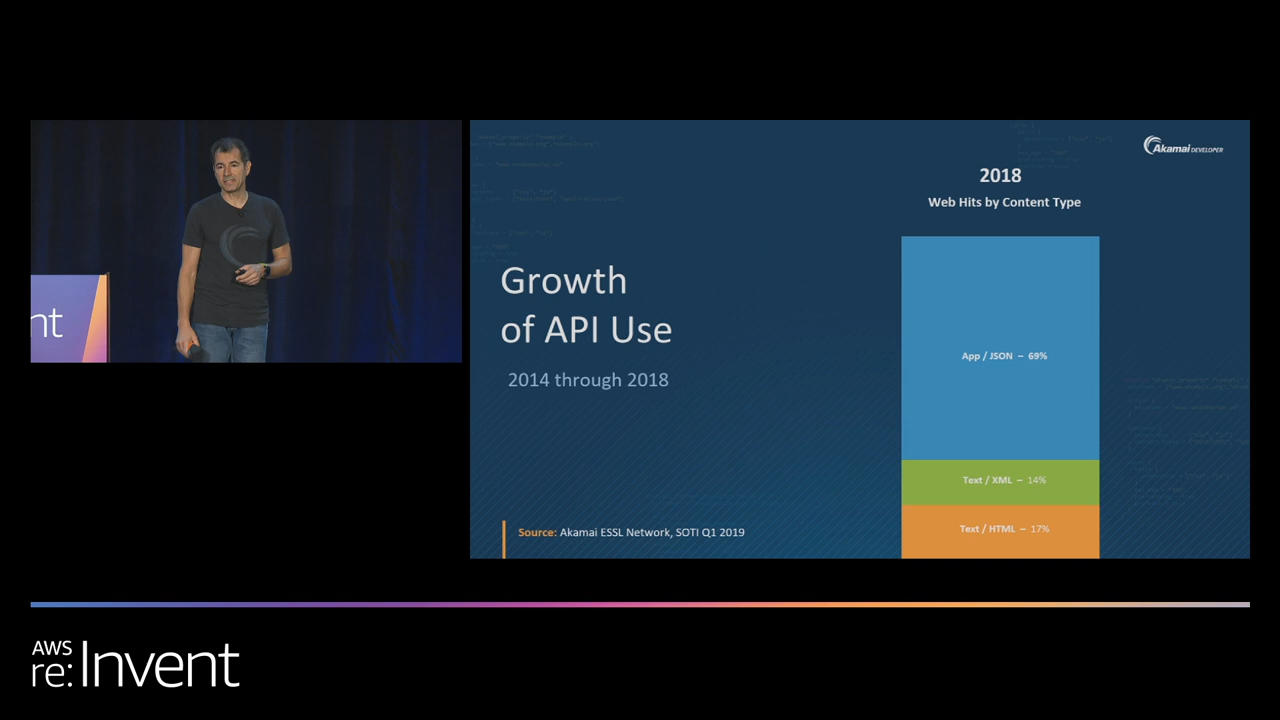 nt
Akamai DEVELOPER
2018
Web Hits by Content Type
Growth
of API Use
2014 through 2018
App / JSON – 69%
Text / XML – 14%
Text / HTML – 17%
Source: Akamai ESSL Network, SOTI Q1 2019
AWS
re:Invent